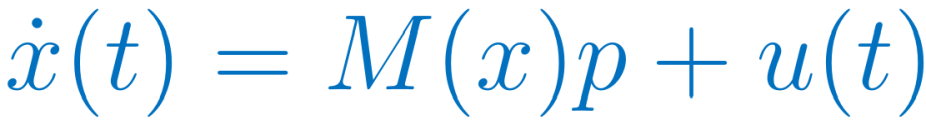 ẋ(t) = M(x)p + u(t)